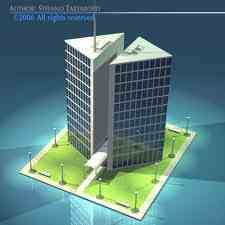 AUTHOR: STEFANO TARTAROTTI
©2006 All rights reserved